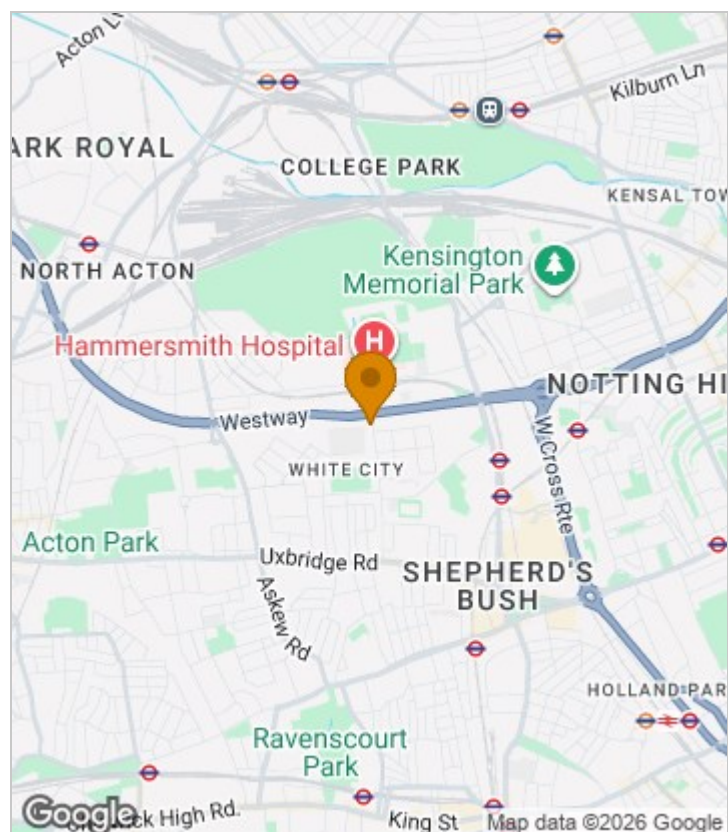 Acton L
Kilburn Ln
ARK ROYAL
COLLEGE PARK
KENSAL TOW
NORTH ACTON
Kensington
Memorial Park
Hammersmith Hospital
H
NOTTING HI
Westway
W Cross Rte
WHITE CITY
Acton Park
Uxbridge Rd
SHEPHERD'S
BUSH
Askew Rd
HOLLAND PAR
Ravenscourt
Park
Google
ick High Rd.
King St
Map data ©2026 Google